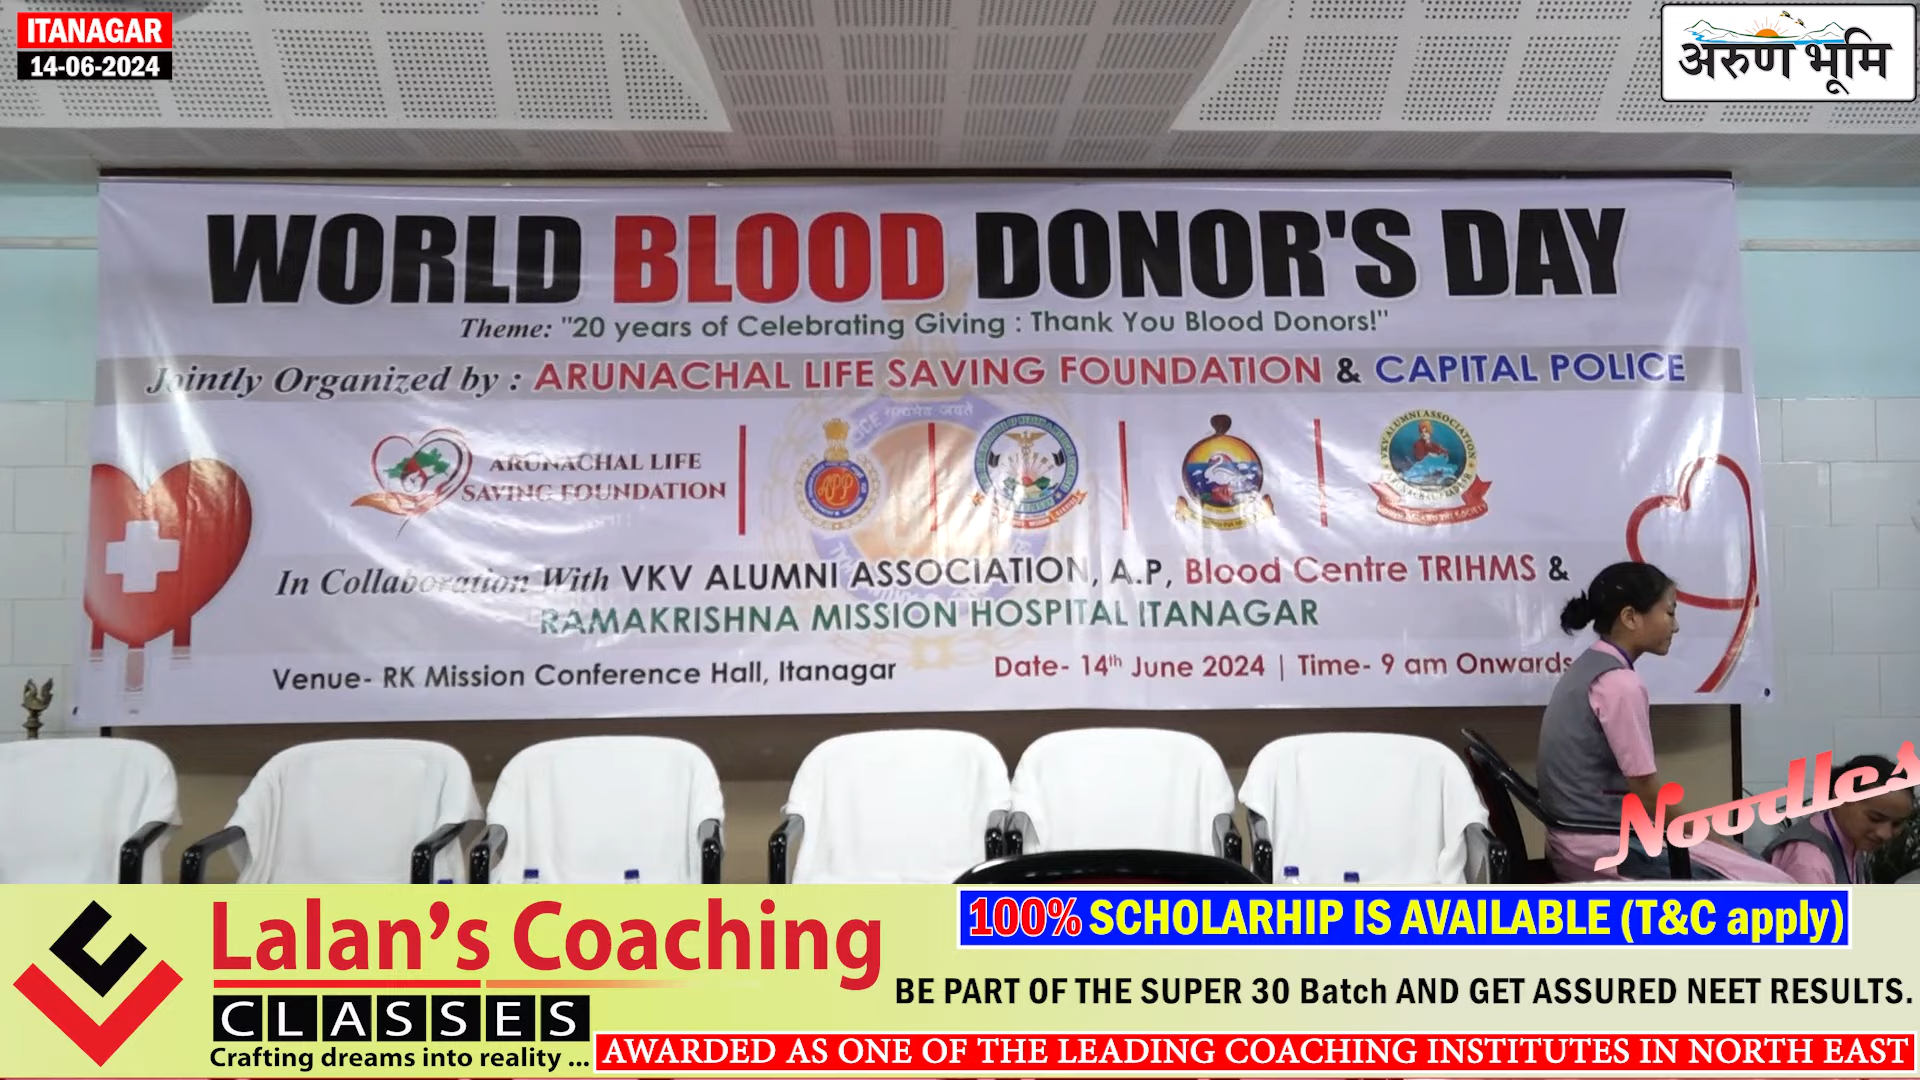 ITANAGAR
14-06-2024
अरुण भूमि
WORLD BLOOD DONOR'S DAY
Theme: "20 years of Celebrating Giving : Thank You Blood Donors!"
Jointly Organized by : ARUNACHAL LIFE SAVING FOUNDATION & CAPITAL POLICE
ARUNACHAL LIFE
SAVING FOUNDATION
APP
VKV ALUMNI ASSOCIATION
In Collaboration With VKV ALUMNI ASSOCIATION, A.P, Blood Centre TRIHMS &
RAMAKRISHNA MISSION HOSPITAL ITANAGAR
Venue- RK Mission Conference Hall, Itanagar
Date- 14th June 2024 | Time- 9 am Onwards
Noodles
Lalan's Coaching
CLASSES
Crafting dreams into reality ...
100% SCHOLARHIP IS AVAILABLE (T&C apply)
BE PART OF THE SUPER 30 Batch AND GET ASSURED NEET RESULTS.
AWARDED AS ONE OF THE LEADING COACHING INSTITUTES IN NORTH EAST